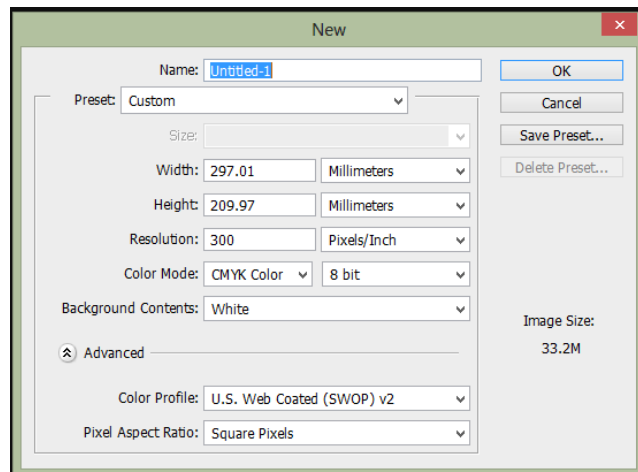 New
Name: Untitled-1
OK
Preset: Custom
Cancel
Size:
Save Preset...
Width: 297.01 Millimeters
Delete Preset...
Height: 209.97 Millimeters
Resolution: 300 Pixels/Inch
Color Mode: CMYK Color 8 bit
Background Contents: White
Image Size:
33.2M
Advanced
Color Profile: U.S. Web Coated (SWOP) v2
Pixel Aspect Ratio: Square Pixels